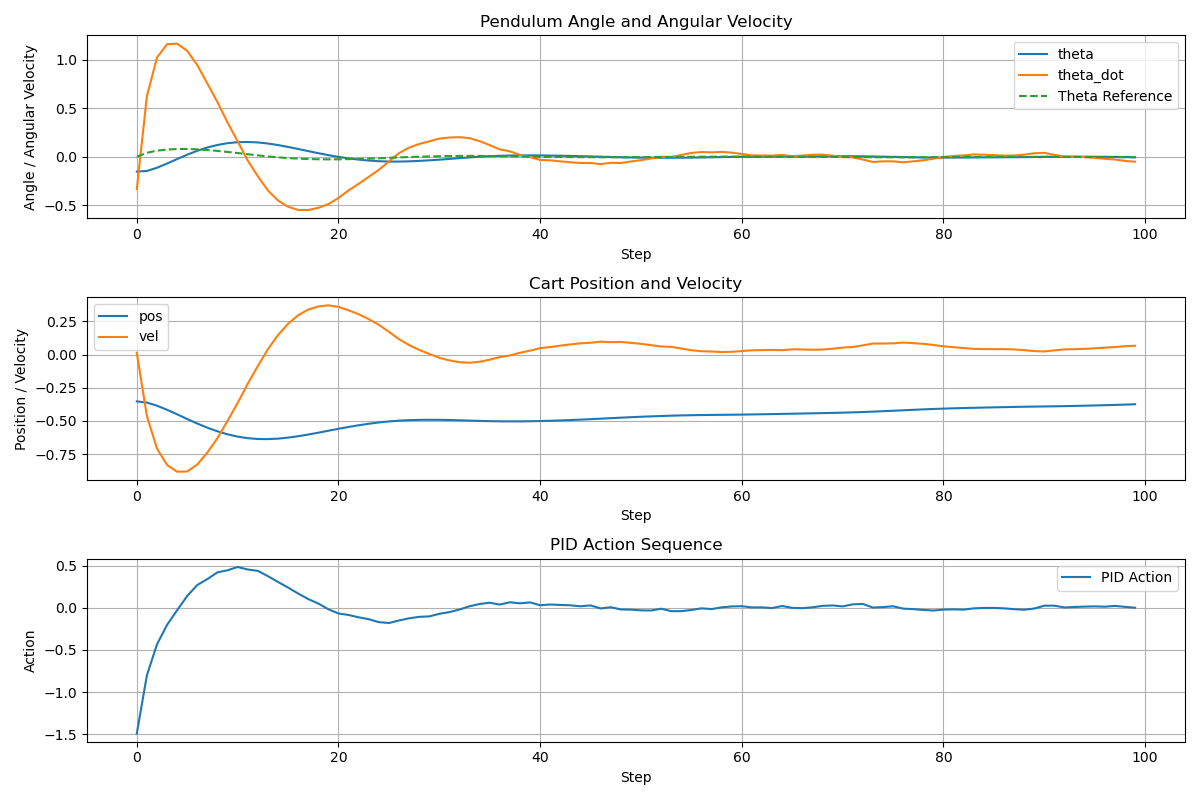 Pendulum Angle and Angular Velocity
Angle / Angular Velocity
1.0
0.5
0.0
−0.5
theta
theta_dot
Theta Reference
0 20 40 60 80 100
Step
Cart Position and Velocity
Position / Velocity
0.25
0.00
−0.25
−0.50
−0.75
pos
vel
0 20 40 60 80 100
Step
PID Action Sequence
Action
0.5
0.0
−0.5
−1.0
−1.5
PID Action
0 20 40 60 80 100
Step